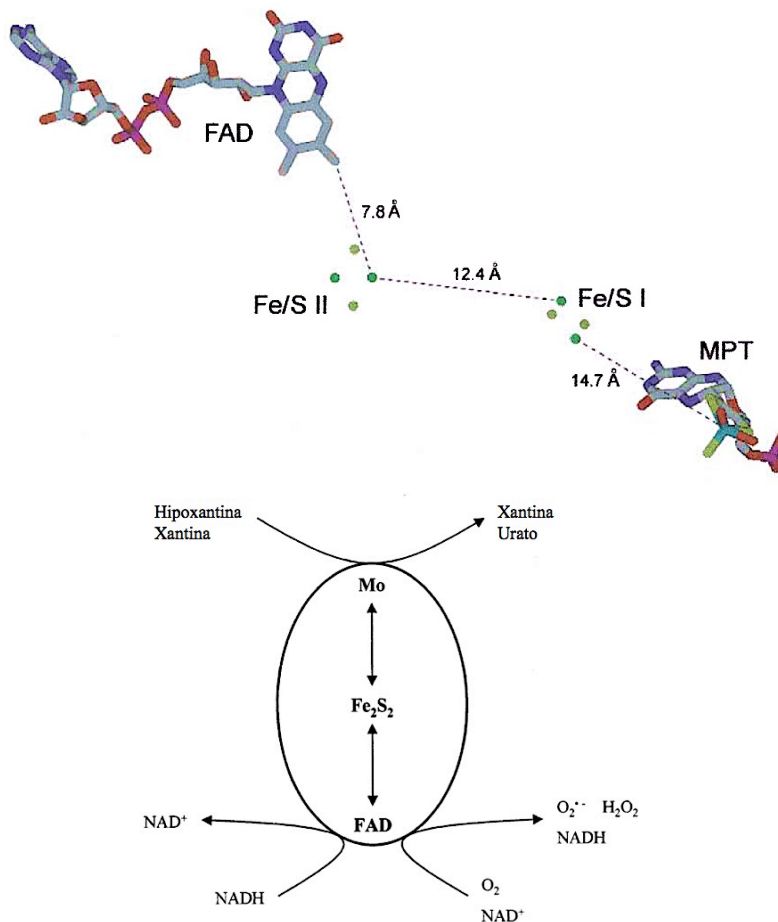 FAD
7.8 Å
12.4 Å
Fe/S II
Fe/S I
MPT
14.7 Å
Hipoxantina
Xantina
Xantina
Urato
Mo
Fe₂S₂
FAD
NAD⁺
NADH
O₂•⁻ H₂O₂
NADH
O₂
NAD⁺